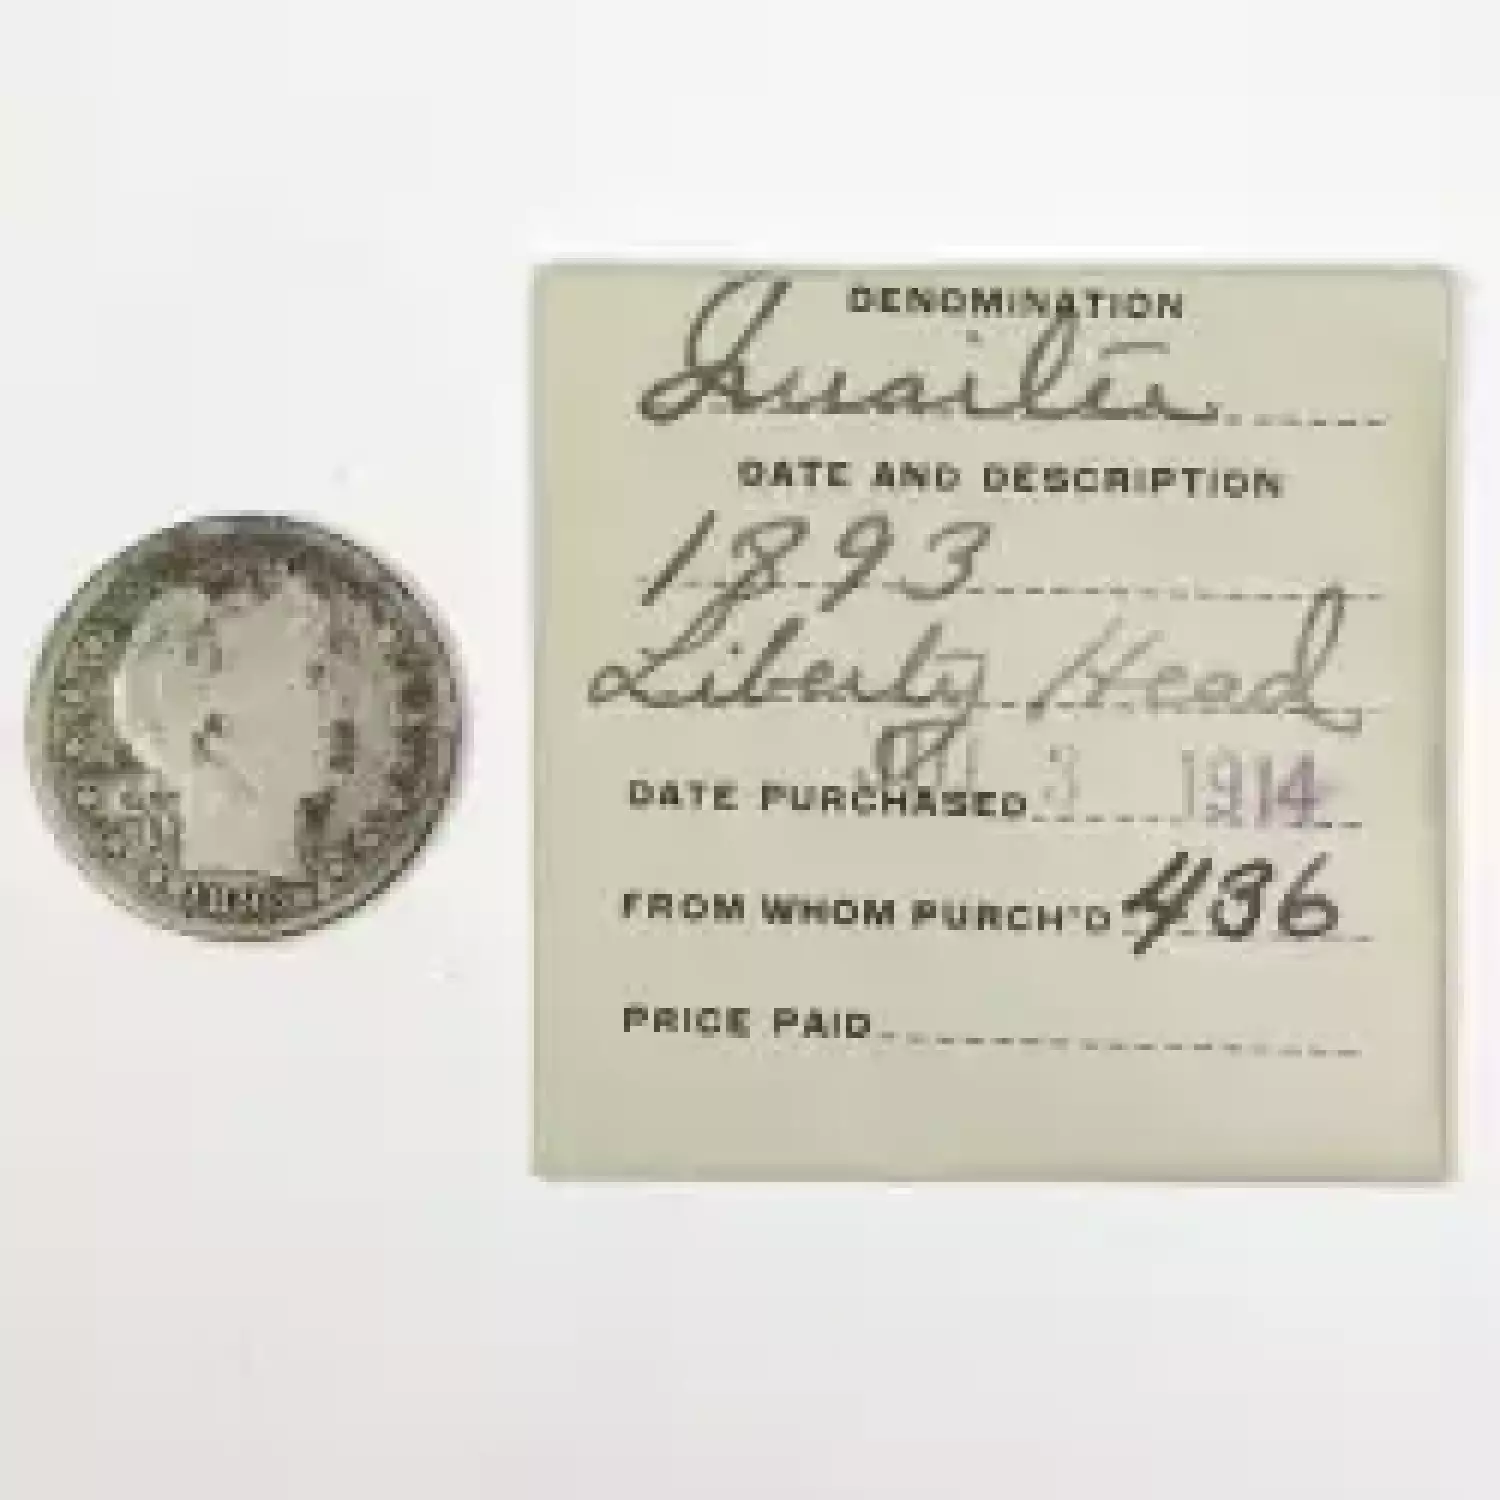 DENOMINATION
Quarter
DATE AND DESCRIPTION
1893
Liberty Head
DATE PURCHASED 3 1914
FROM WHOM PURCH'D 436
PRICE PAID